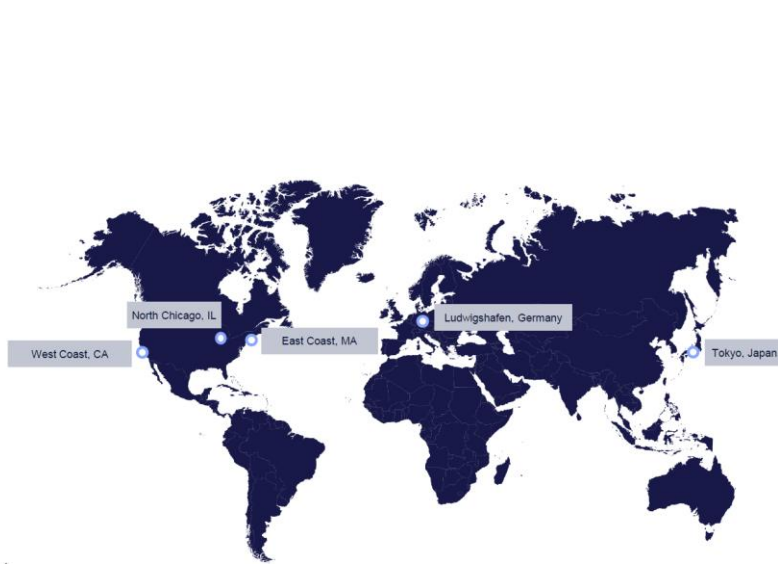 North Chicago, IL
Ludwigshafen, Germany
East Coast, MA
West Coast, CA
Tokyo, Japan